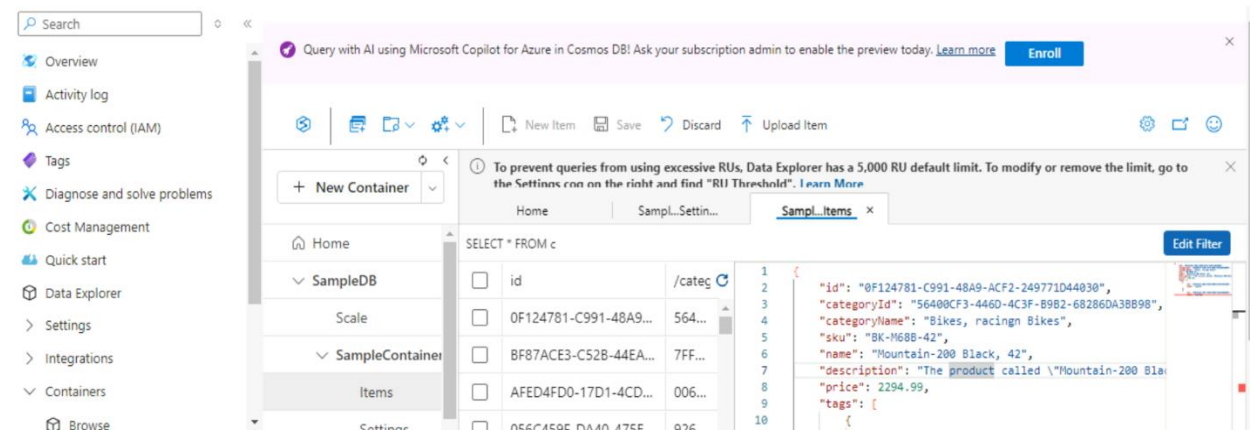 Search
Overview
Activity log
Access control (IAM)
Tags
Diagnose and solve problems
Cost Management
Quick start
Data Explorer
Settings
Integrations
Containers
Browse
Query with AI using Microsoft Copilot for Azure in Cosmos DB! Ask your subscription admin to enable the preview today. Learn more
Enroll
New Item Save Discard Upload Item
+ New Container
Home
SampleDB
Scale
SampleContainer
Items
Settings
To prevent queries from using excessive RUs, Data Explorer has a 5,000 RU default limit. To modify or remove the limit, go to
the Settings cog on the right and find "RU Threshold". Learn More
Home Sampl...Settin... Sampl...Items
SELECT * FROM c
Edit Filter
id /categ
0F124781-C991-48A9... 564...
BF87ACE3-C52B-44EA... 7FF...
AFED4FD0-17D1-4CD... 006...
056C459F-DA40-475F 926
1 {
2 "id": "0F124781-C991-48A9-ACF2-249771D44030",
3 "categoryId": "56400CF3-446D-4C3F-B9B2-68286DA3BB98",
4 "categoryName": "Bikes, racingn Bikes",
5 "sku": "BK-M68B-42",
6 "name": "Mountain-200 Black, 42",
7 "description": "The product called \"Mountain-200 Bla
8 "price": 2294.99,
9 "tags": [
10 {